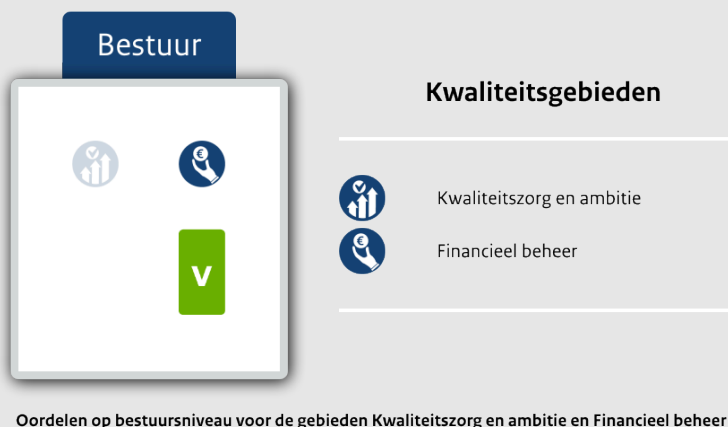 Bestuur
Kwaliteitsgebieden
€
€
Kwaliteitszorg en ambitie
€
Financieel beheer
V
Oordelen op bestuursniveau voor de gebieden Kwaliteitszorg en ambitie en Financieel beheer